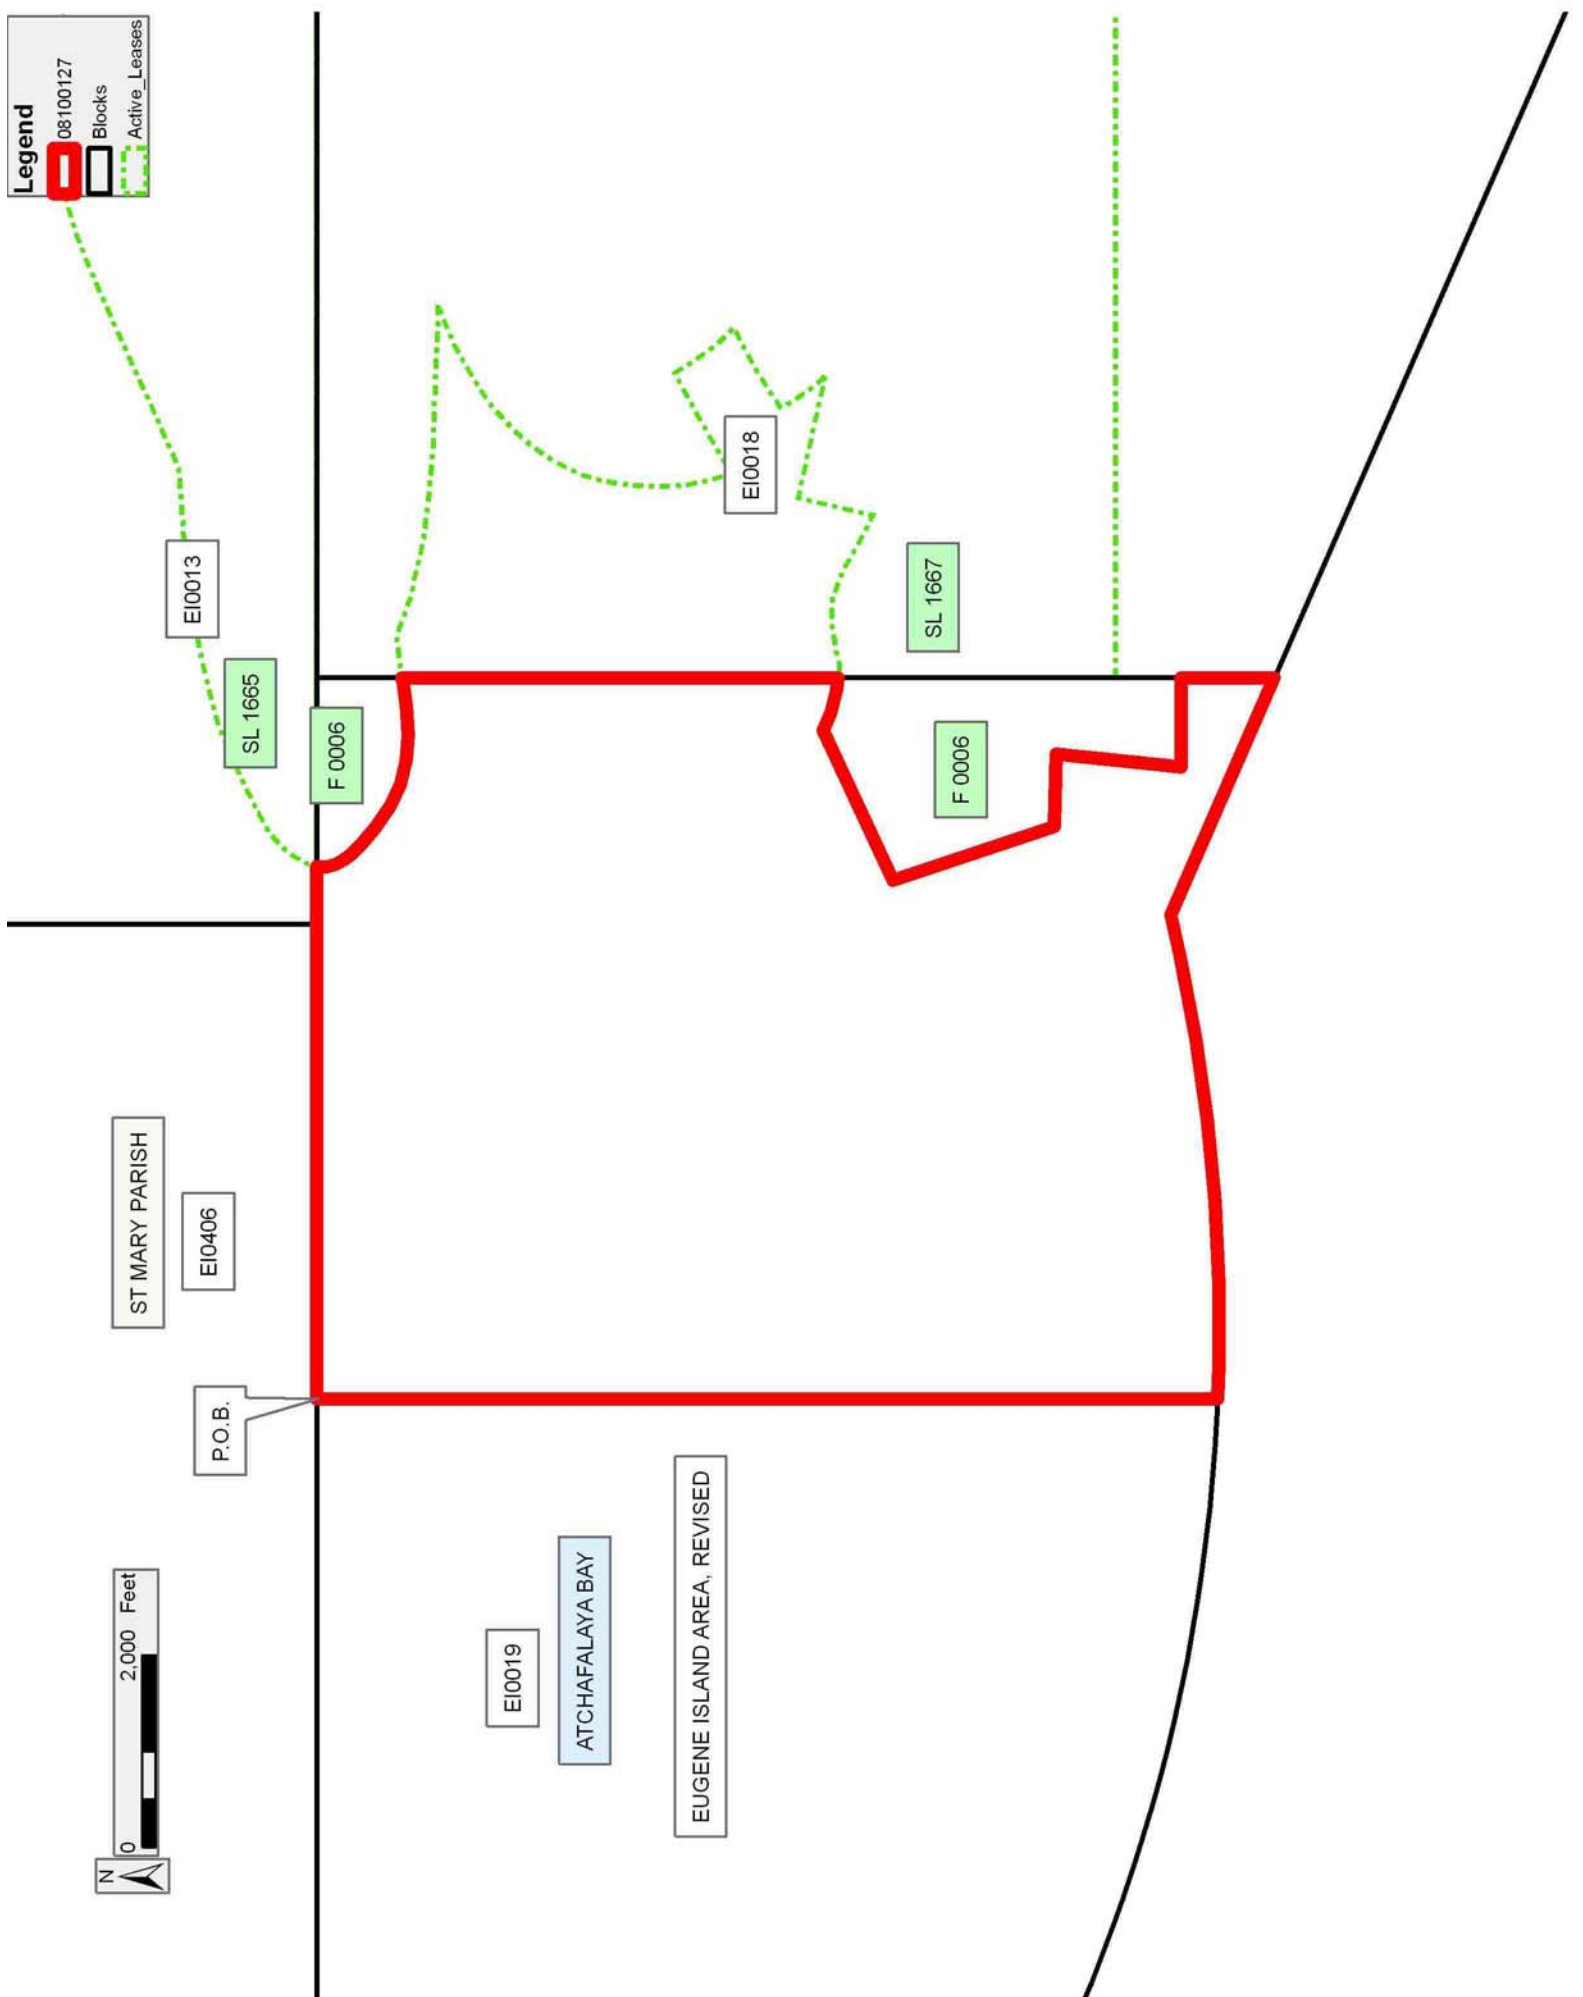 N
0 2,000 Feet
ST MARY PARISH
EI0406
P.O.B.
EI0013
SL 1665
F 0006
Legend
08100127
Blocks
Active_Leases
EI0019
ATCHAFALAYA BAY
EUGENE ISLAND AREA, REVISED
EI0018
SL 1667
F 0006